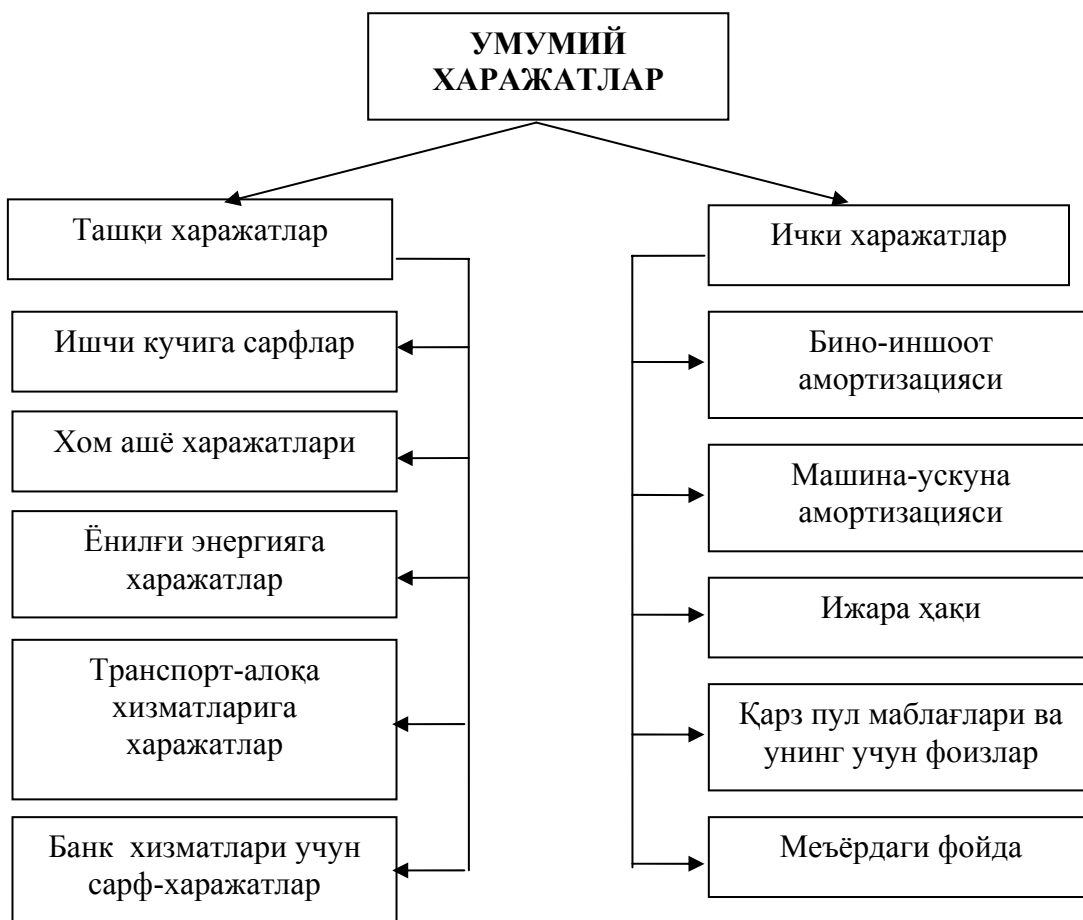 УМУМИЙ
ХАРАЖАТЛАР
Ташқи харажатлар
Ишчи кучига сарфлар
Хом ашё харажатлари
Ёнилғи энергияга
харажатлар
Транспорт-алоқа
хизматларига
харажатлар
Банк хизматлари учун
сарф-харажатлар
Ички харажатлар
Бино-иншоот
амортизацияси
Машина-ускуна
амортизацияси
Ижара ҳақи
Қарз пул маблағлари ва
унинг учун фоизлар
Меъёрдаги фойда